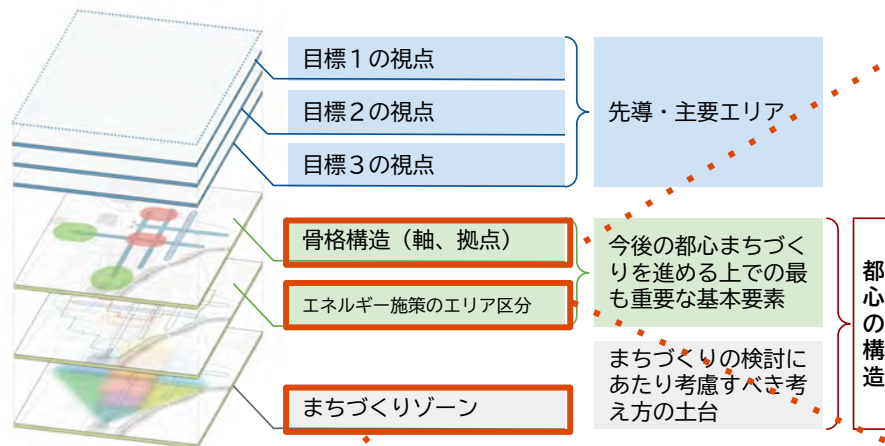 目標１の視点
目標２の視点
目標３の視点
先導・主要エリア
骨格構造（軸、拠点）
エネルギー施策のエリア区分
今後の都心まちづく
りを進める上での最
も重要な基本要素
まちづくりゾーン
まちづくりの検討に
あたり考慮すべき考
え方の土台
都心の構造